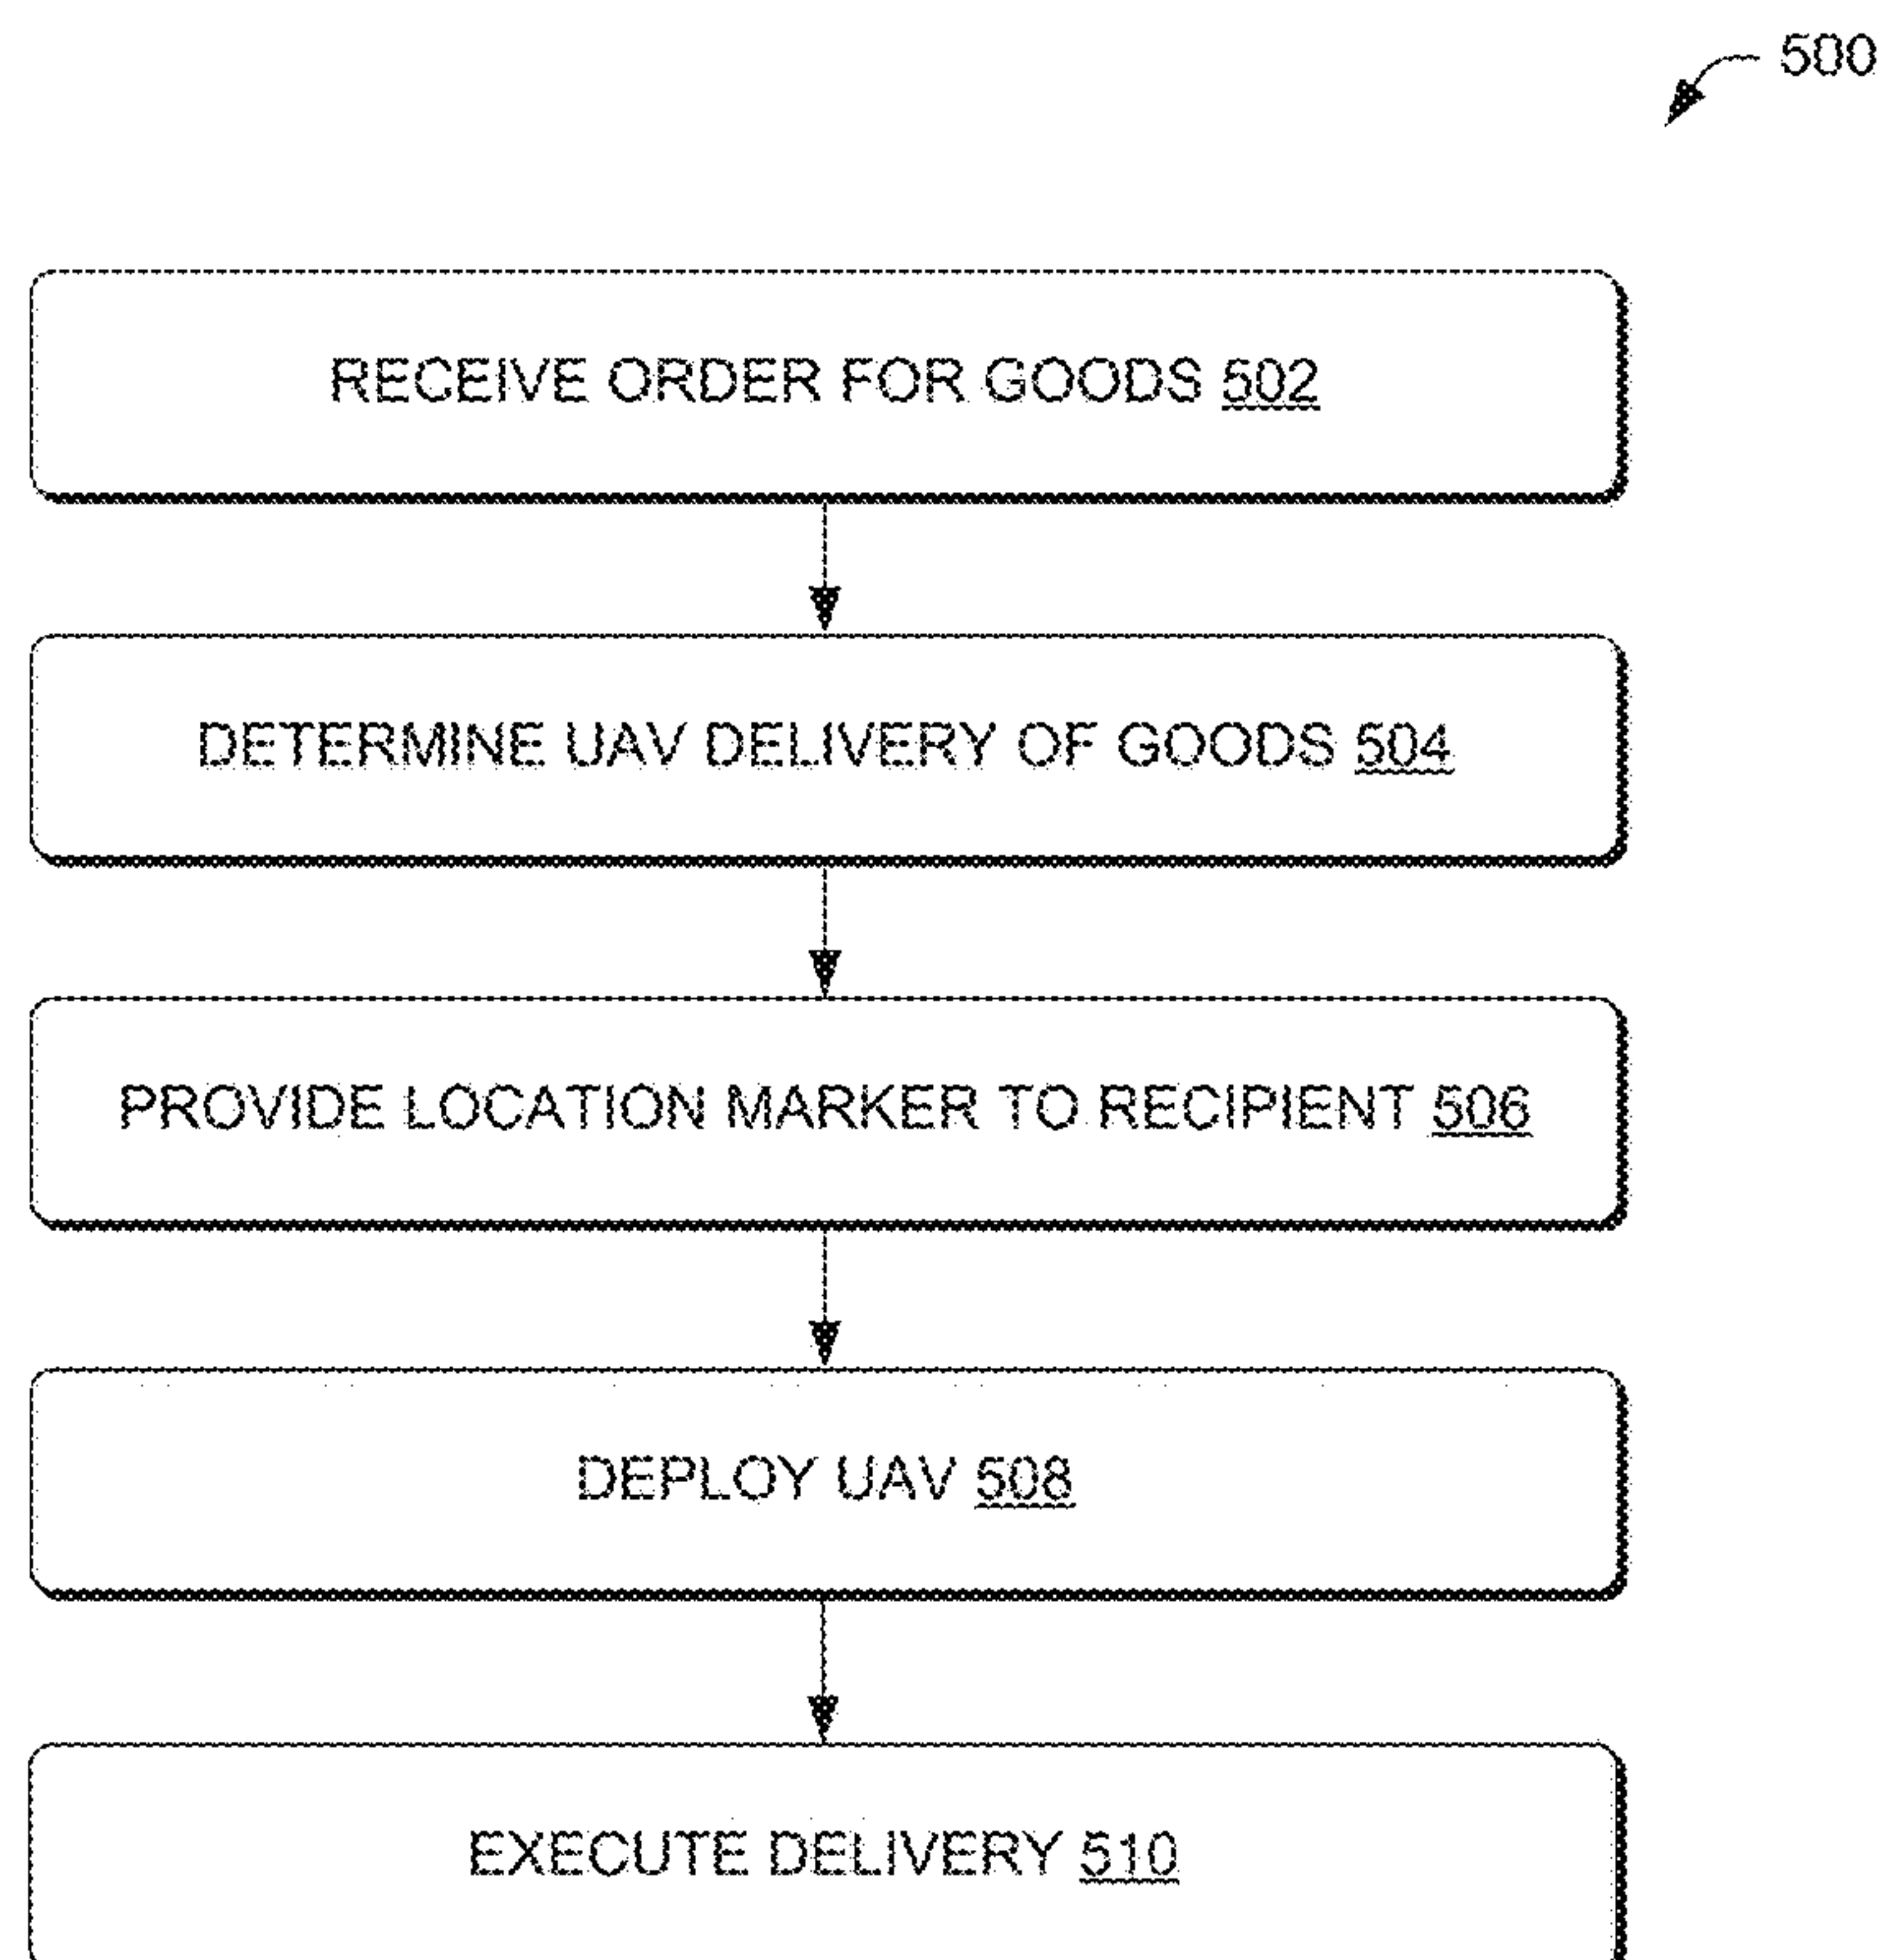 500
RECEIVE ORDER FOR GOODS 502
DETERMINE UAV DELIVERY OF GOODS 504
PROVIDE LOCATION MARKER TO RECIPIENT 506
DEPLOY UAV 508
EXECUTE DELIVERY 510